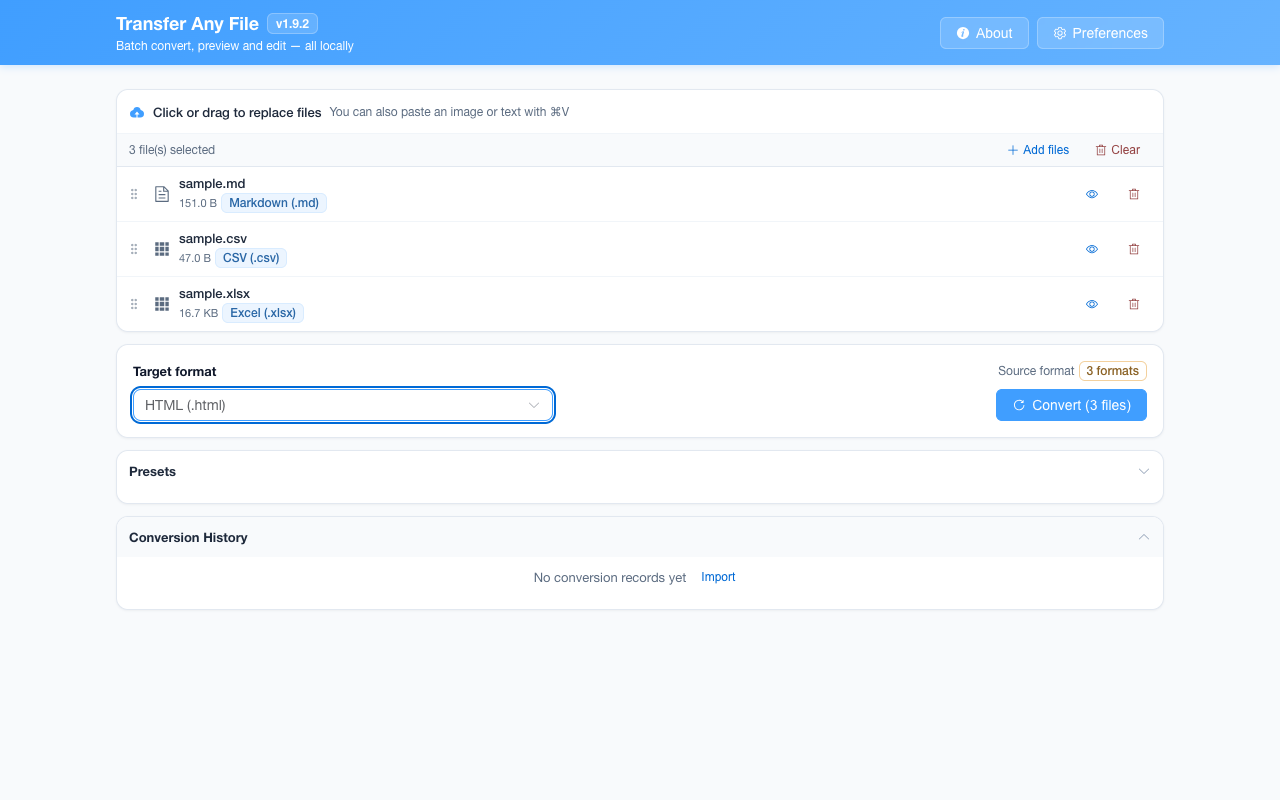 Transfer Any File v1.9.2
Batch convert, preview and edit — all locally
About
Preferences
Click or drag to replace files You can also paste an image or text with ⌘V
3 file(s) selected
Add files
Clear
sample.md
151.0 B Markdown (.md)
sample.csv
47.0 B CSV (.csv)
sample.xlsx
16.7 KB Excel (.xlsx)
Target format
Source format 3 formats
HTML (.html)
Convert (3 files)
Presets
Conversion History
No conversion records yet Import